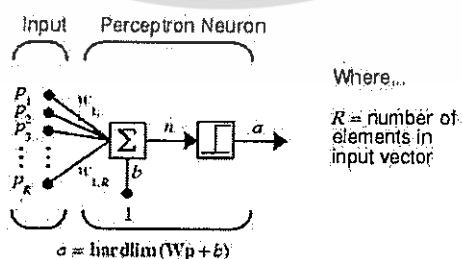 Input Perceptron Neuron
p1
p2
p3
pR
w1,1
w1,R
Σ
n
a
b
1
Where...
R = number of
elements in
input vector
a = hardlim(Wp+b)